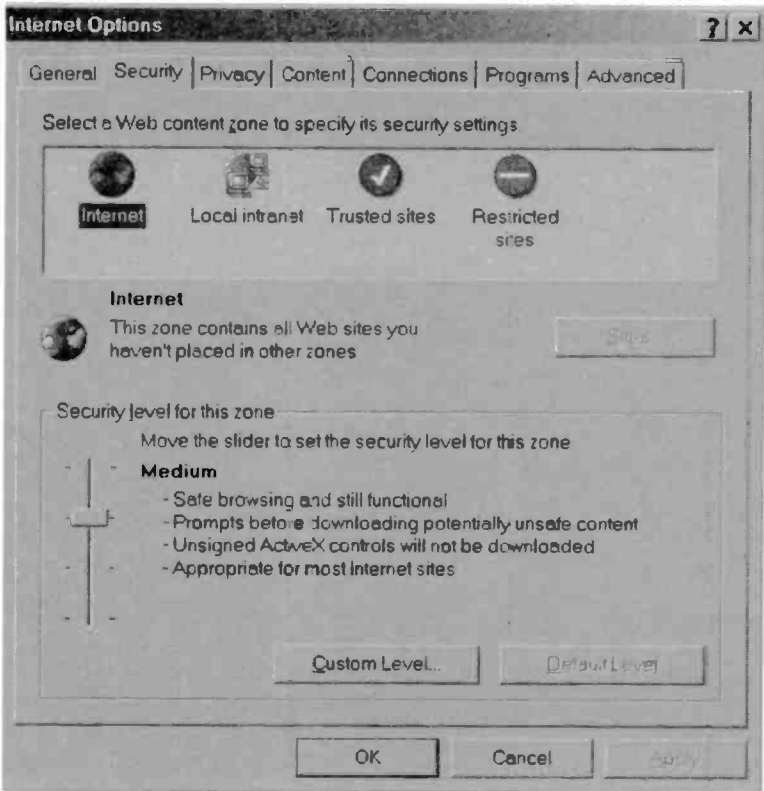 Internet Options
? ×
General Security Privacy Content Connections Programs Advanced
Select a Web content zone to specify its security settings
Internet Local intranet Trusted sites Restricted
sites
Internet
This zone contains all Web sites you
haven't placed in other zones
Sites
Security level for this zone
Move the slider to set the security level for this zone
Medium
- Safe browsing and still functional
- Prompts before downloading potentially unsafe content
- Unsigned ActiveX controls will not be downloaded
- Appropriate for most Internet sites
Custom Level... Default Level
OK Cancel Apply